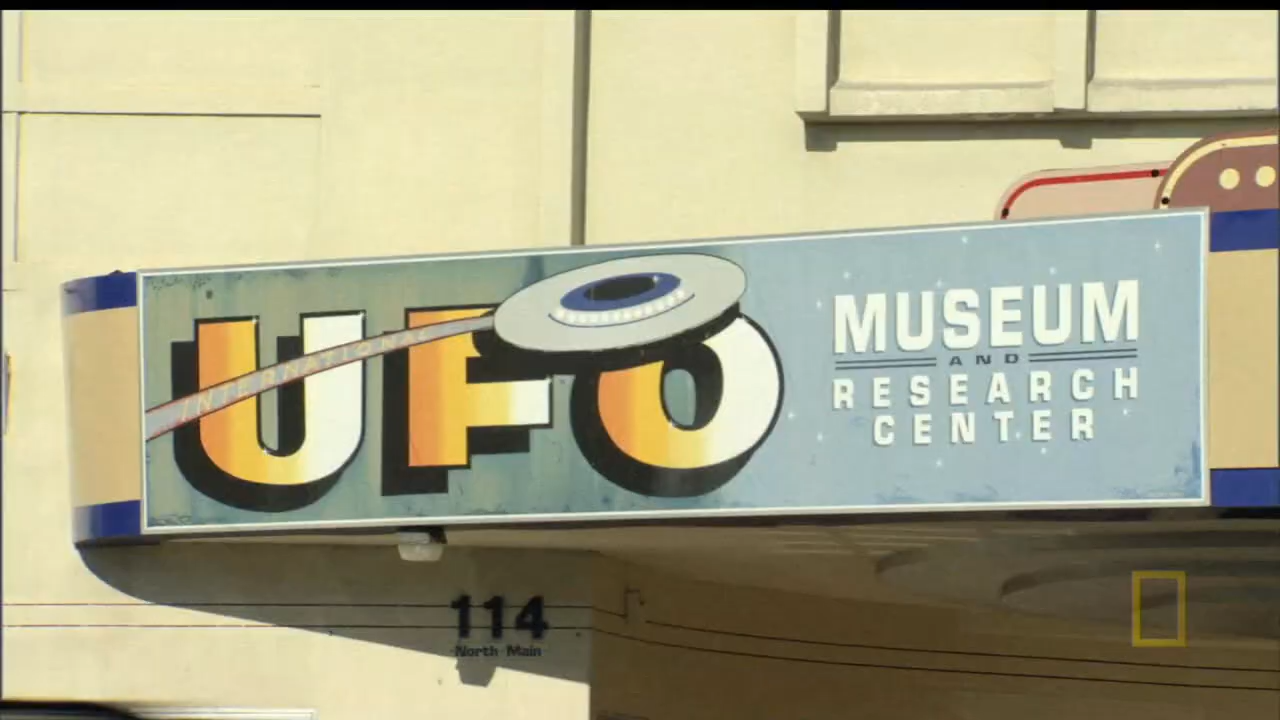 INTERNATIONAL
UFO
MUSEUM
AND
RESEARCH
CENTER
114
North Main